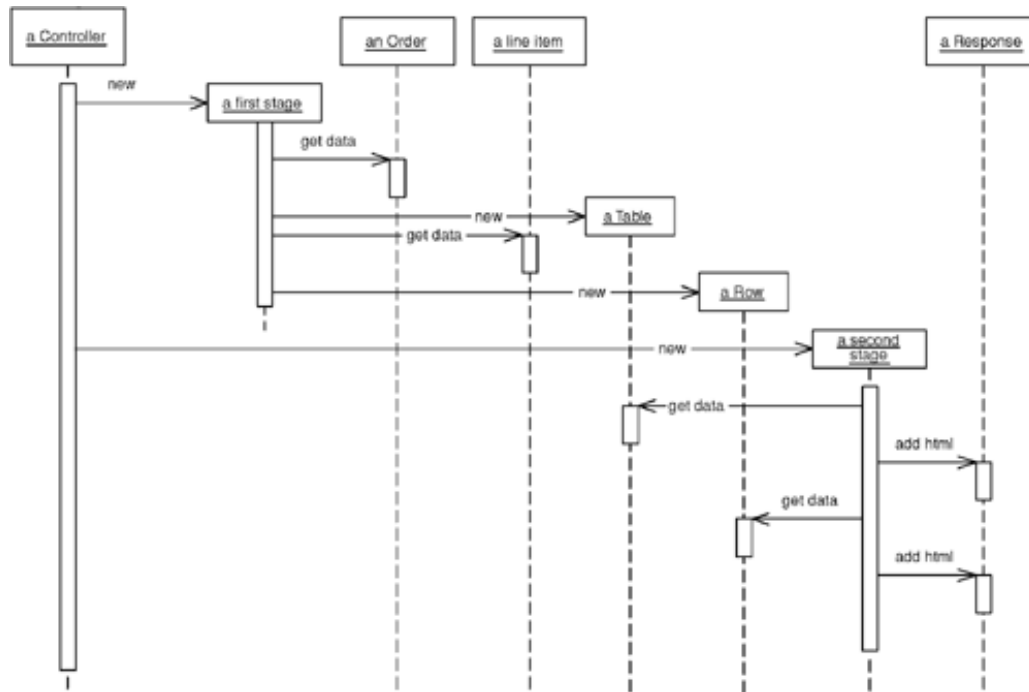 a Controller
an Order
a line item
a Response
new
a first stage
get data
new
a Table
get data
new
a Row
new
a second
stage
get data
add html
get data
add html